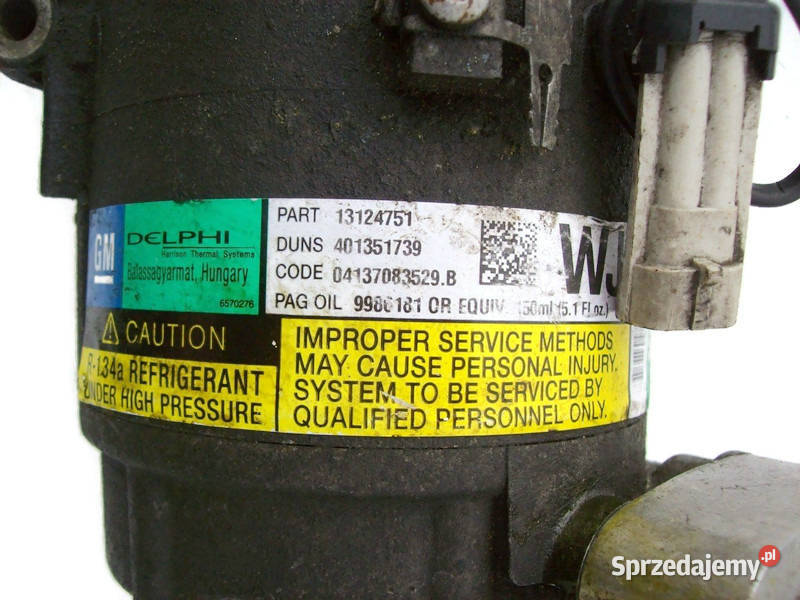 GM
DELPHI
Harrison Thermal Systems
Balassagyarmat, Hungary
6570276
PART 13124751
DUNS 401351739
CODE 04137083529.B
PAG OIL 9986181 OR EQUIV. 150ml (5.1 Fl oz.)
WJ
CAUTION
R-134a REFRIGERANT
UNDER HIGH PRESSURE
IMPROPER SERVICE METHODS
MAY CAUSE PERSONAL INJURY.
SYSTEM TO BE SERVICED BY
QUALIFIED PERSONNEL ONLY.
Sprzedajemy.pl